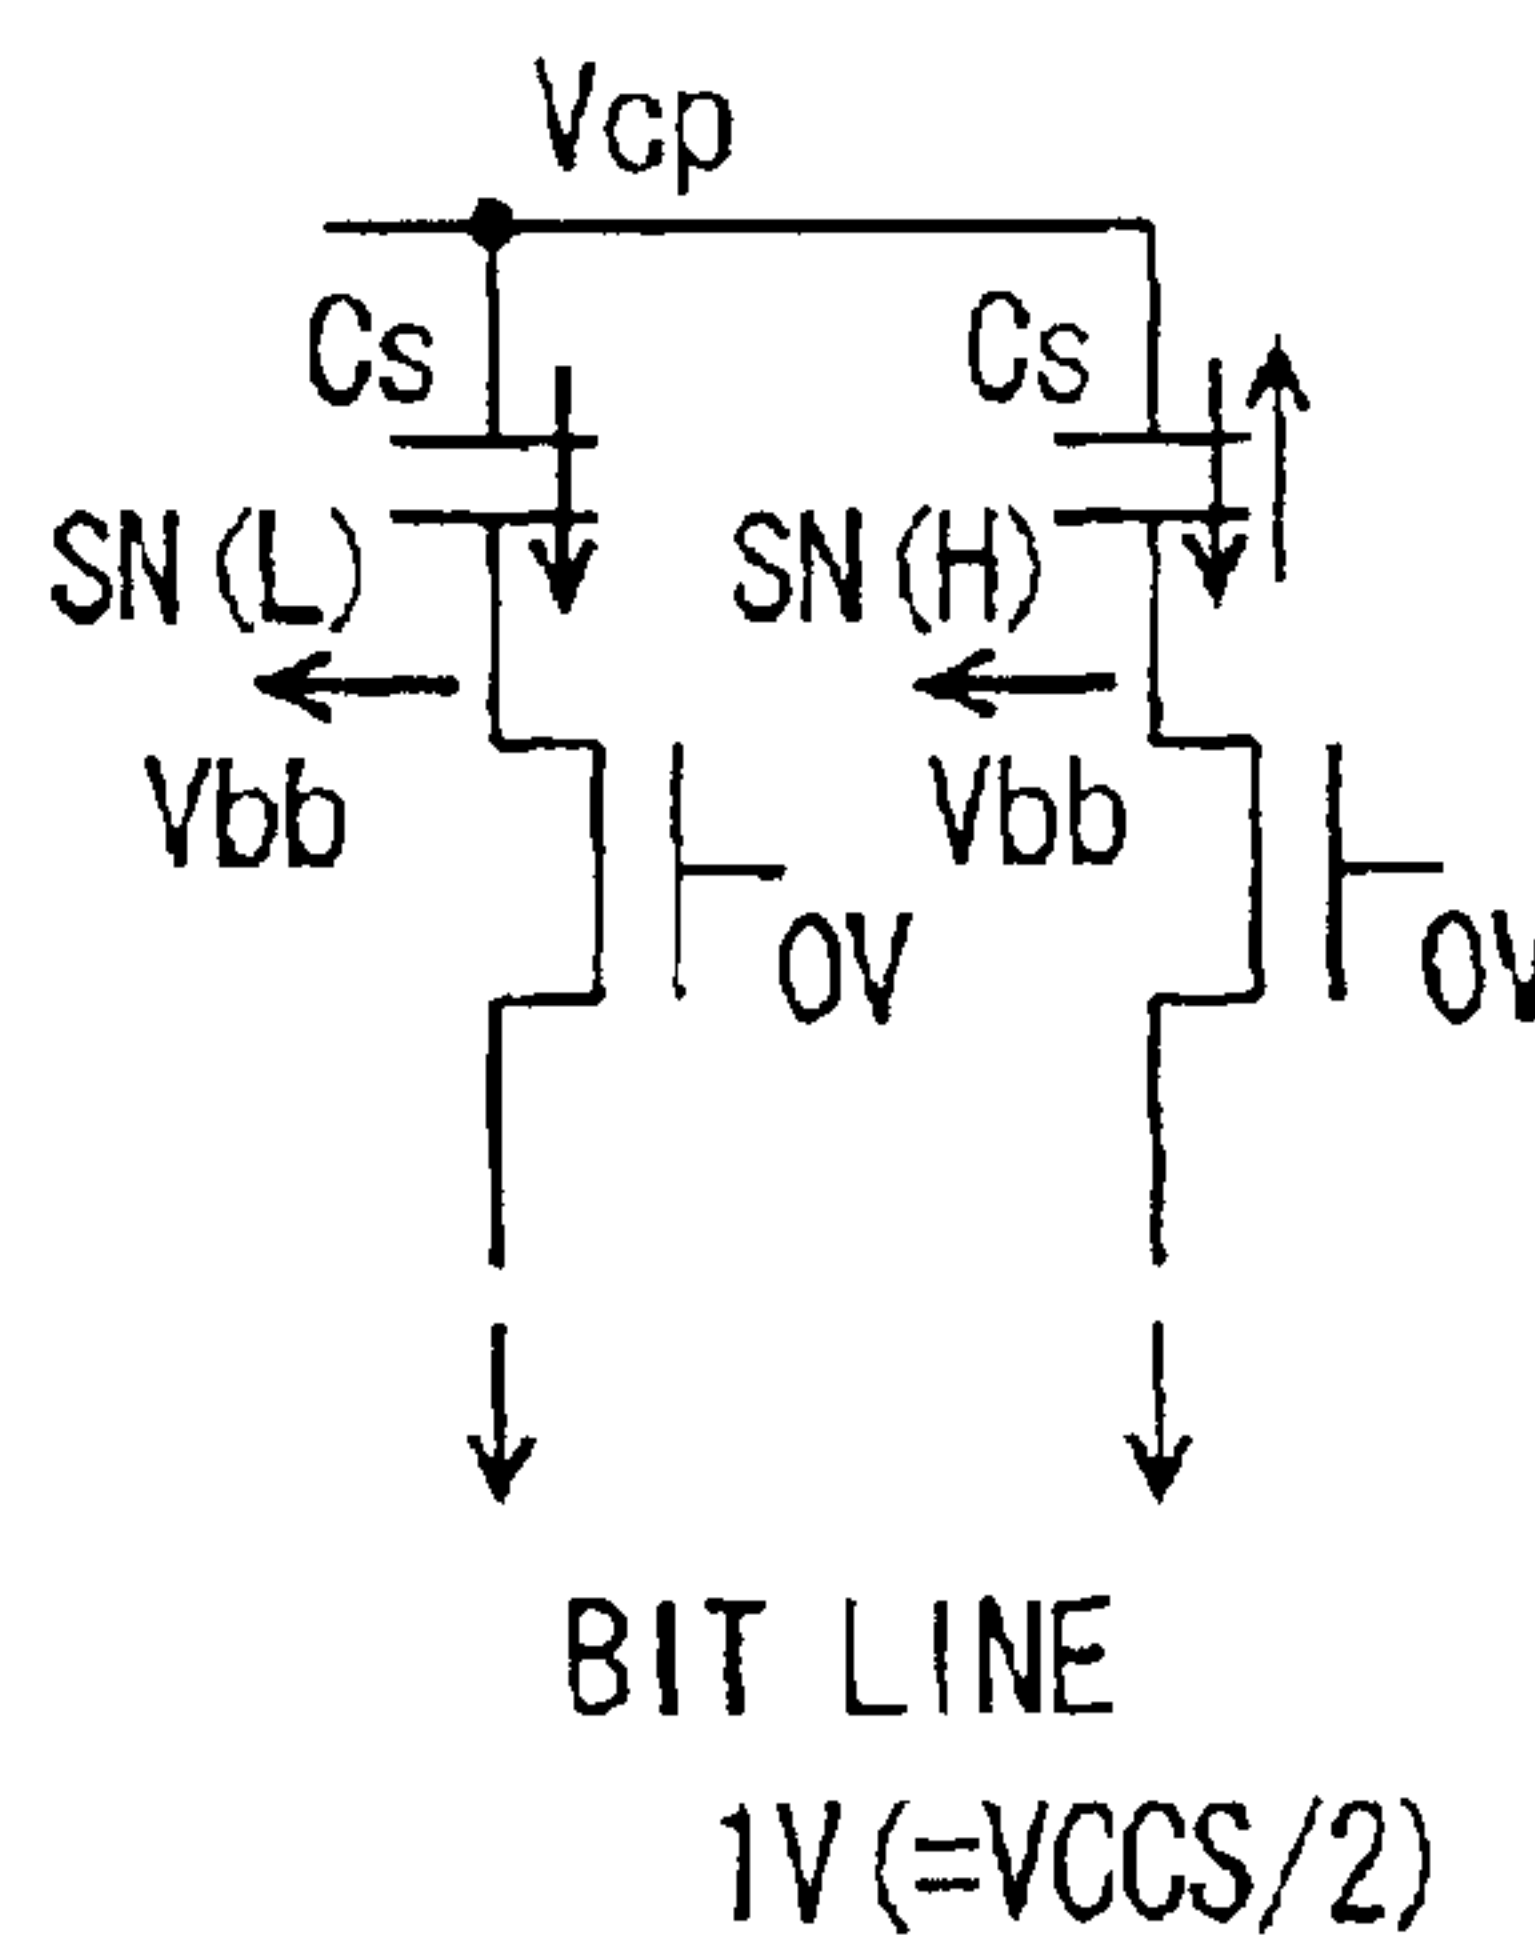 Vcp
Cs Cs
SN(L) SN(H)
Vbb Vbb
0V 0V
BIT LINE
1V(=VCCS/2)